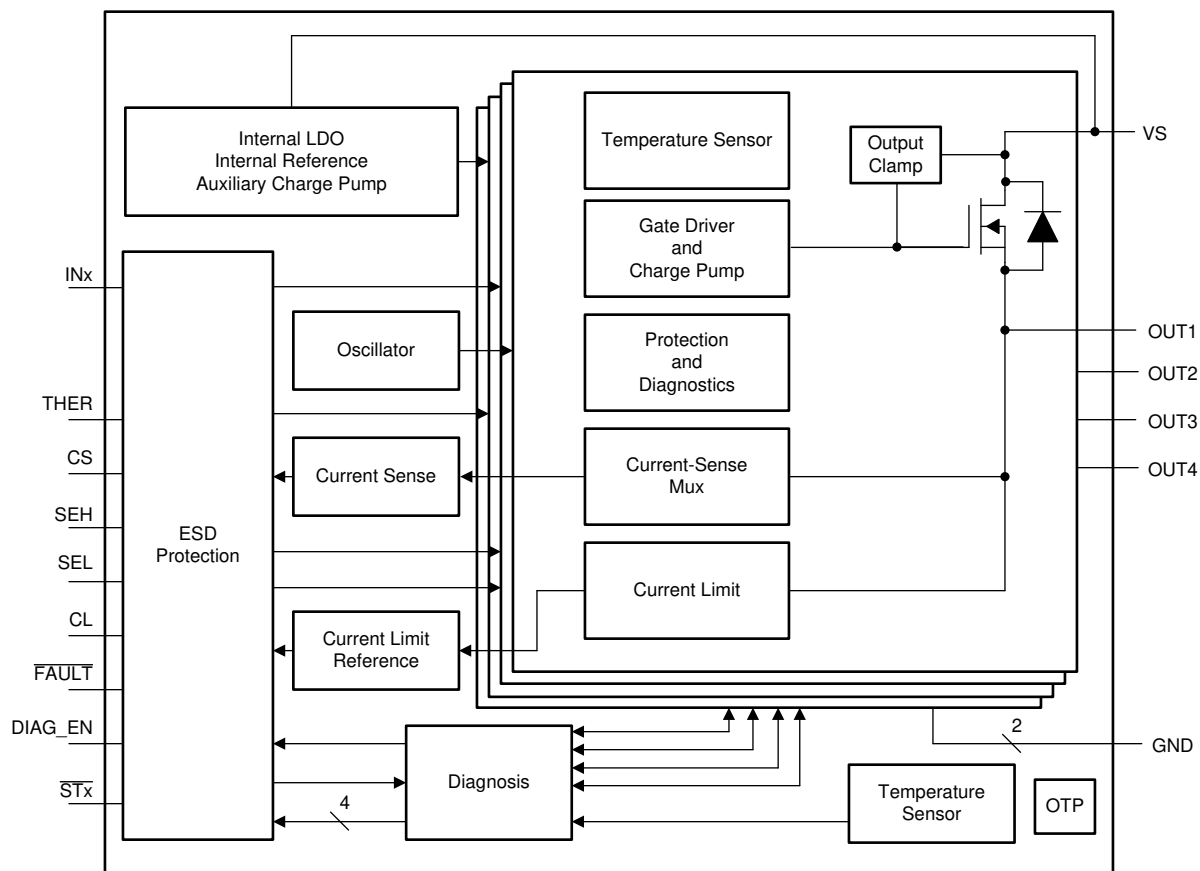 Internal LDO
Internal Reference
Auxiliary Charge Pump
Temperature Sensor
Output
Clamp
VS
Gate Driver
and
Charge Pump
INx
Oscillator
Protection
and
Diagnostics
OUT1
OUT2
OUT3
OUT4
THER
CS
SEH
SEL
CL
FAULT
DIAG_EN
STx
ESD
Protection
Current Sense
Current-Sense
Mux
Current Limit
Current Limit
Reference
Diagnosis
4
2
GND
Temperature
Sensor
OTP